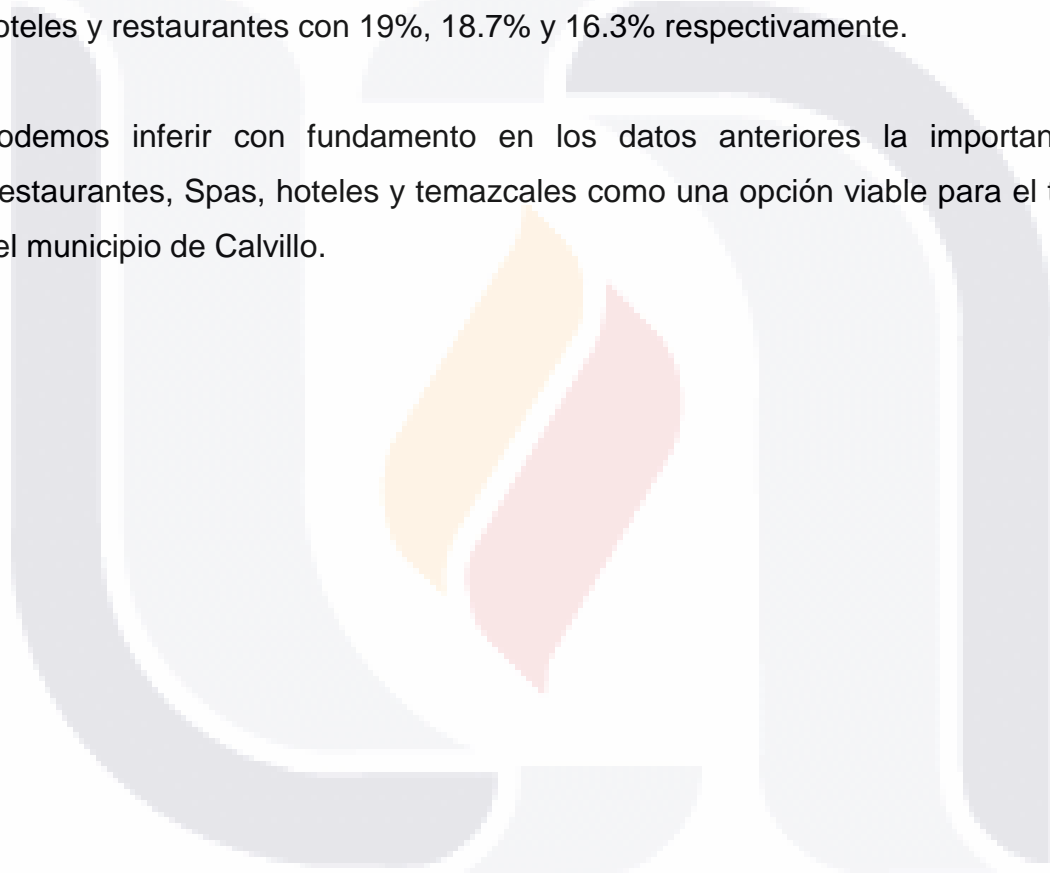 oteles y restaurantes con 19%, 18.7% y 16.3% respectivamente.
odemos inferir con fundamento en los datos anteriores la importan
estaurantes, Spas, hoteles y temazcales como una opción viable para el t
el municipio de Calvillo.